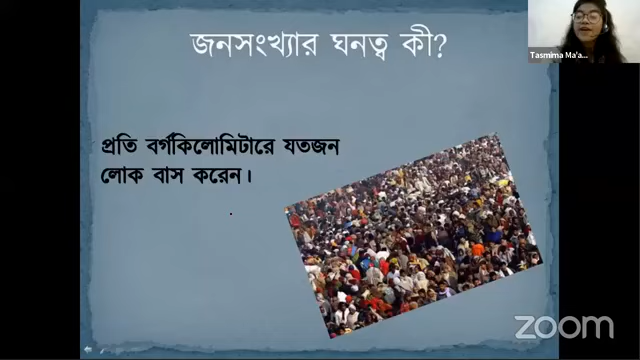 জনসংখ্যার ঘনত্ব কী?
Tasmima Ma'a...
প্রতি বর্গকিলোমিটারে যতজন
লোক বাস করেন।
zoom